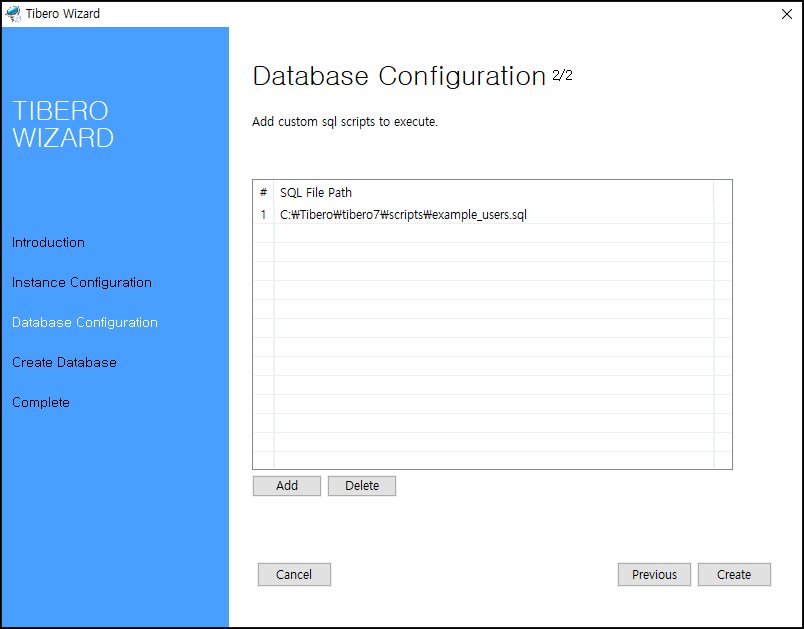 Tibero Wizard
TIBERO
WIZARD
Introduction
Instance Configuration
Database Configuration
Create Database
Complete
Database Configuration 2/2
Add custom sql scripts to execute.
# SQL File Path
1 C:₩Tibero₩tibero7₩scripts₩example_users.sql
Add Delete
Cancel Previous Create